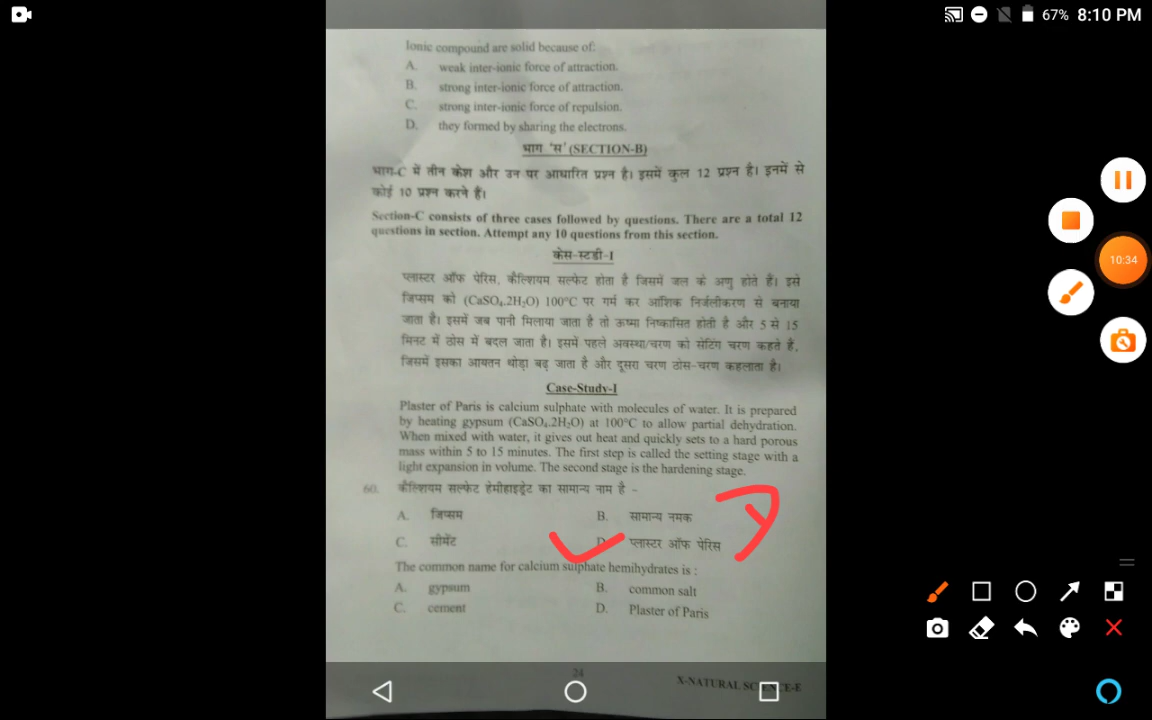 67% 8:10 PM
Ionic compound are solid because of:
A. weak inter-ionic force of attraction.
B. strong inter-ionic force of attraction.
C. strong inter-ionic force of repulsion.
D. they formed by sharing the electrons.
भाग 'स' (SECTION-B)
भाग-C में तीन केश और उन पर आधारित प्रश्न है। इसमें कुल 12 प्रश्न है। इनमें से
कोई 10 प्रश्न करने हैं।
Section-C consists of three cases followed by questions. There are a total 12
questions in section. Attempt any 10 questions from this section.
केस-स्टडी-I
प्लास्टर ऑफ पेरिस, कैल्शियम सल्फेट होता है जिसमें जल के अणु होते हैं। इसे
जिप्सम को (CaSO₄.2H₂O) 100°C पर गर्म कर आंशिक निर्जलीकरण से बनाया
जाता है। इसमें जब पानी मिलाया जाता है तो ऊष्मा निष्कासित होती है और 5 से 15
मिनट में ठोस में बदल जाता है। इसमें पहले अवस्था/चरण को सेटिंग चरण कहते हैं,
जिसमें इसका आयतन थोड़ा बढ़ जाता है और दूसरा चरण ठोस-चरण कहलाता है।
Case-Study-I
Plaster of Paris is calcium sulphate with molecules of water. It is prepared
by heating gypsum (CaSO₄.2H₂O) at 100°C to allow partial dehydration.
When mixed with water, it gives out heat and quickly sets to a hard porous
mass within 5 to 15 minutes. The first step is called the setting stage with a
light expansion in volume. The second stage is the hardening stage.
60. कैल्शियम सल्फेट हेमीहाइड्रेट का सामान्य नाम है -
A. जिप्सम B. सामान्य नमक
C. सीमेंट D. प्लास्टर ऑफ पेरिस
The common name for calcium sulphate hemihydrates is :
A. gypsum B. common salt
C. cement D. Plaster of Paris
24
X-NATURAL SCIENCE-E
10:34